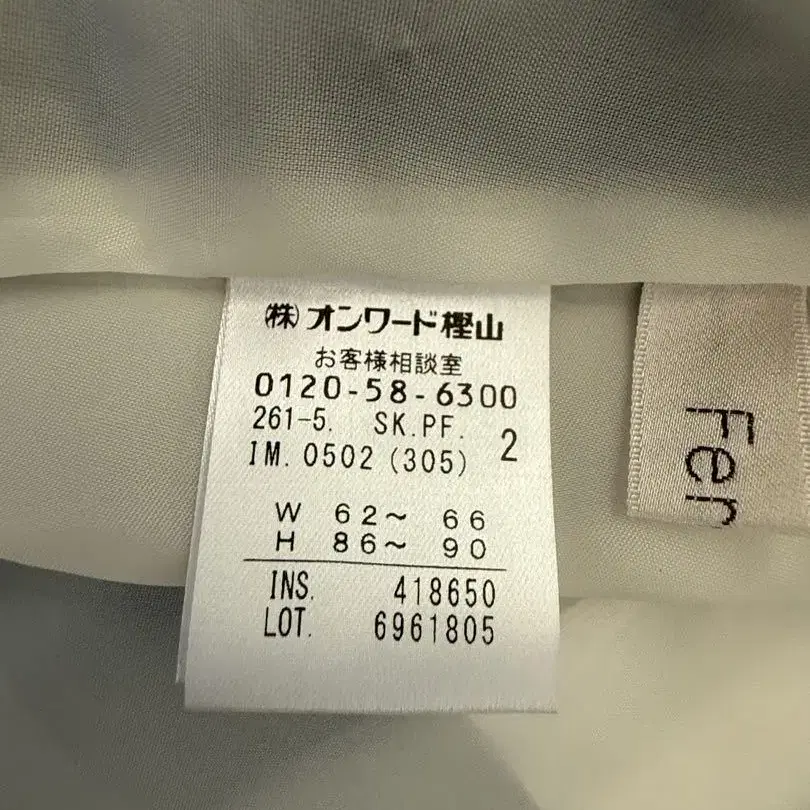 ㈱オンワード樫山
お客様相談室
0120-58-6300
261-5. SK.PF. 2
IM. 0502 (305)
W 62～ 66
H 86～ 90
INS. 418650
LOT. 6961805
Fer